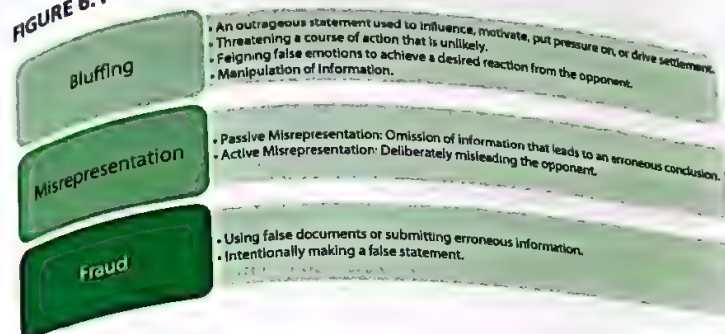 FIGURE 6.
Bluffing
• An outrageous statement used to influence, motivate, put pressure on, or drive settlement.
• Threatening a course of action that is unlikely.
• Feigning false emotions to achieve a desired reaction from the opponent.
• Manipulation of Information.
Misrepresentation
• Passive Misrepresentation: Omission of information that leads to an erroneous conclusion.
• Active Misrepresentation: Deliberately misleading the opponent.
Fraud
• Using false documents or submitting erroneous information.
• Intentionally making a false statement.